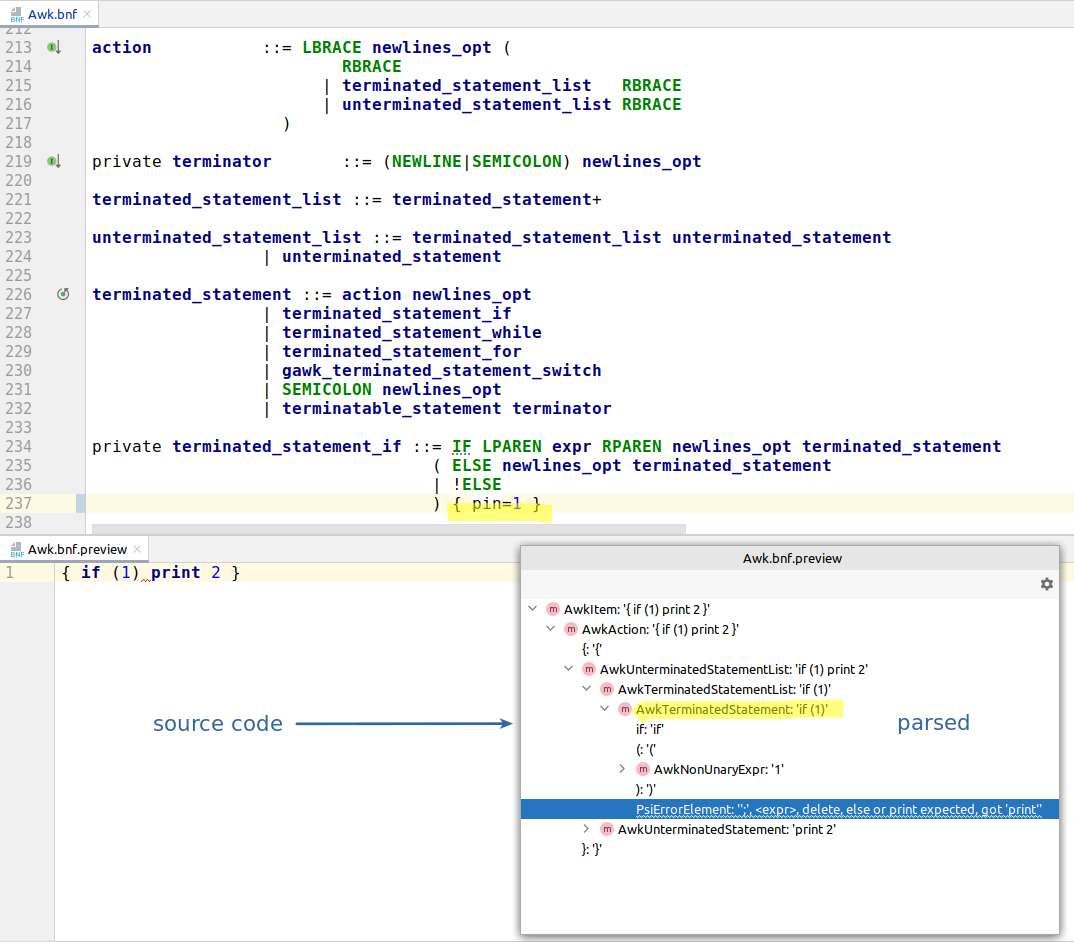 Awk.bnf
212
213 action ::= LBRACE newlines_opt (
214 RBRACE
215 | terminated_statement_list RBRACE
216 | unterminated_statement_list RBRACE
217 )
218
219 private terminator ::= (NEWLINE|SEMICOLON) newlines_opt
220
221 terminated_statement_list ::= terminated_statement+
222
223 unterminated_statement_list ::= terminated_statement_list unterminated_statement
224 | unterminated_statement
225
226 terminated_statement ::= action newlines_opt
227 | terminated_statement_if
228 | terminated_statement_while
229 | terminated_statement_for
230 | gawk_terminated_statement_switch
231 | SEMICOLON newlines_opt
232 | terminatable_statement terminator
233
234 private terminated_statement_if ::= IF LPAREN expr RPAREN newlines_opt terminated_statement
235 ( ELSE newlines_opt terminated_statement
236 | !ELSE
237 ) { pin=1 }
238
Awk.bnf.preview
1 { if (1) print 2 }
Awk.bnf.preview
AwkItem: '{ if (1) print 2 }'
AwkAction: '{ if (1) print 2 }'
{: '{'
AwkUnterminatedStatementList: 'if (1) print 2'
AwkTerminatedStatementList: 'if (1)'
AwkTerminatedStatement: 'if (1)'
if: 'if'
(: '('
AwkNonUnaryExpr: '1'
): ')'
PsiErrorElement: '';', <expr>, delete, else or print expected, got 'print''
AwkUnterminatedStatement: 'print 2'
}: '}'
source code
parsed